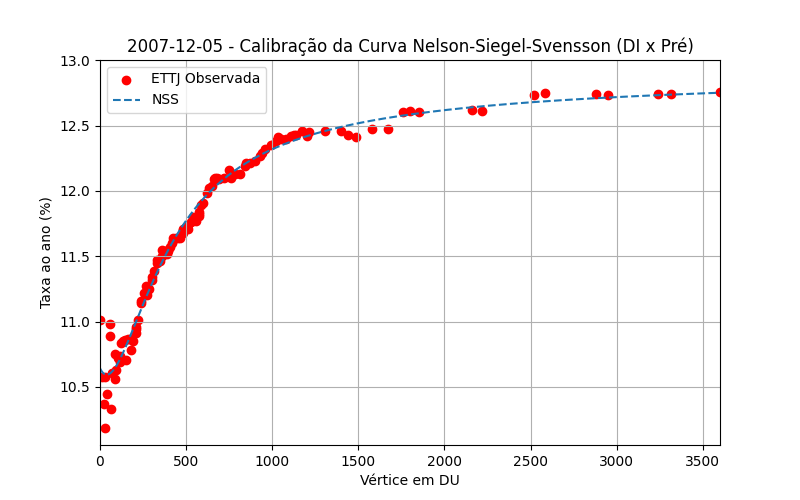 2007-12-05 - Calibração da Curva Nelson-Siegel-Svensson (DI x Pré)
ETTJ Observada
NSS
Taxa ao ano (%)
13.0
12.5
12.0
11.5
11.0
10.5
0 500 1000 1500 2000 2500 3000 3500
Vértice em DU